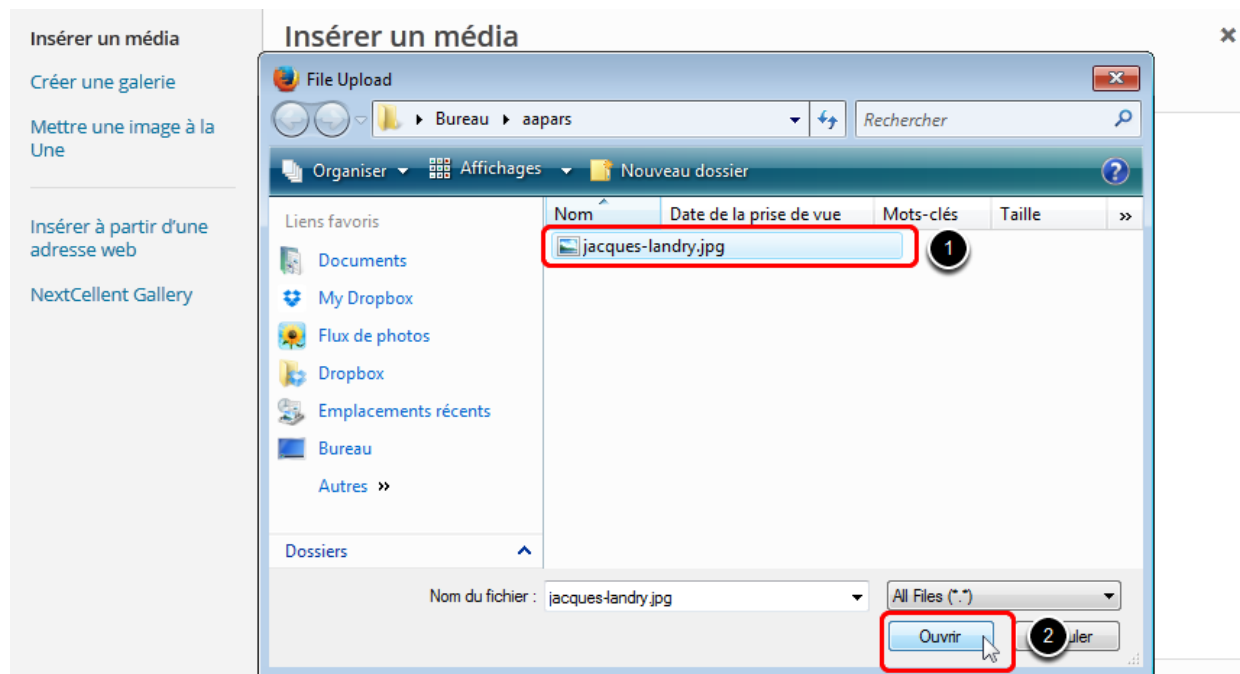 Insérer un média
Créer une galerie
Mettre une image à la
Une
Insérer à partir d'une
adresse web
NextCellent Gallery
Insérer un média
File Upload
Bureau aapars
Rechercher
Organiser Affichages Nouveau dossier
Liens favoris
Documents
My Dropbox
Flux de photos
Dropbox
Emplacements récents
Bureau
Autres »
Dossiers
Nom Date de la prise de vue Mots-clés Taille »
jacques-landry.jpg 1
Nom du fichier : jacques-landry.jpg All Files (*.*)
Ouvrir 2